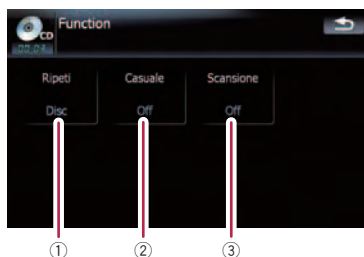 Function
CD
Ripeti Casuale Scansione
Disc Off Off
① ② ③